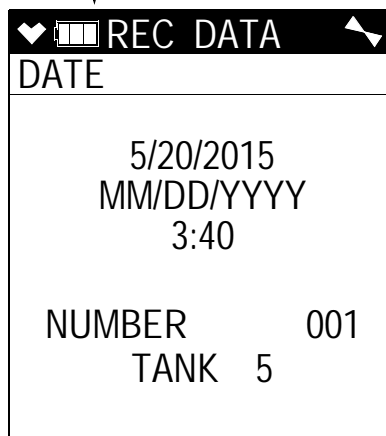 REC DATA
DATE
5/20/2015
MM/DD/YYYY
3:40
NUMBER 001
TANK 5